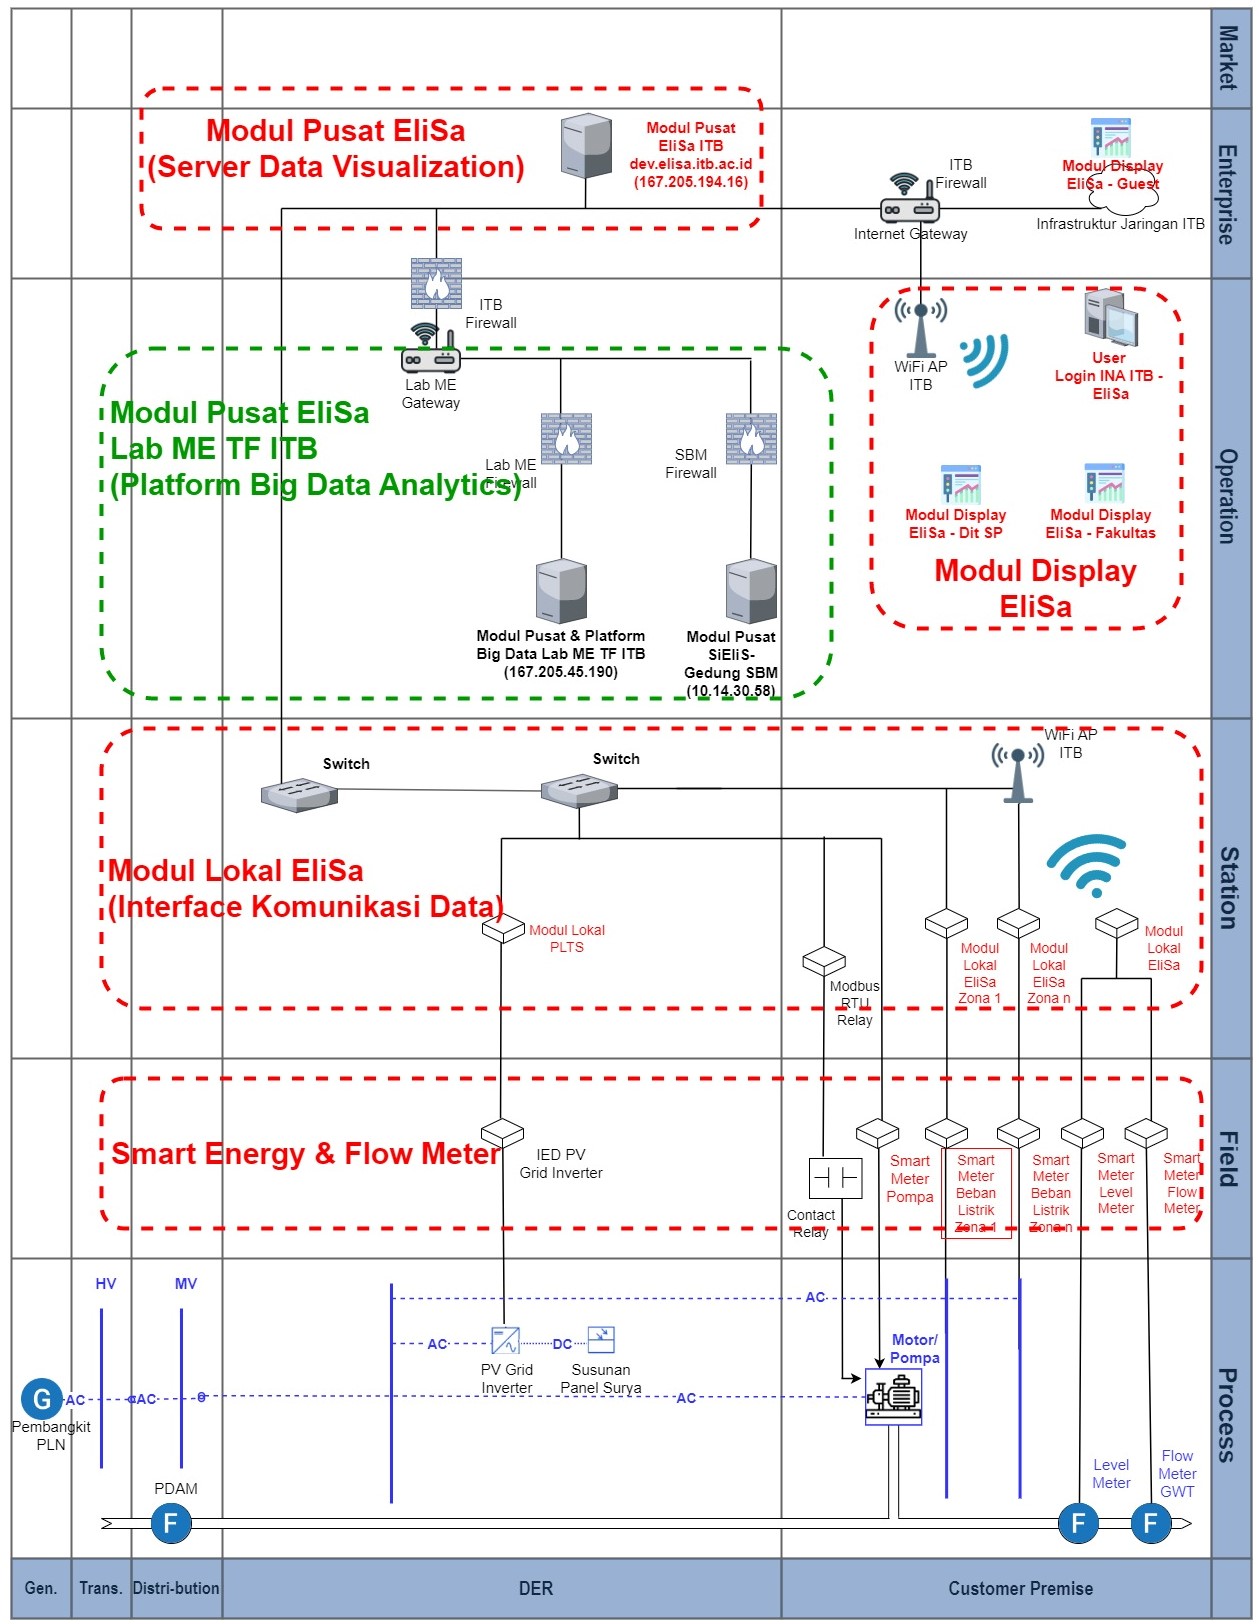 Market
Modul Pusat EliSa
(Server Data Visualization)
Modul Pusat
EliSa ITB
dev.elisa.itb.ac.id
(167.205.194.16)
ITB
Firewall
Internet Gateway
Modul Display
EliSa - Guest
Infrastruktur Jaringan ITB
Enterprise
ITB
Firewall
Lab ME
Gateway
Modul Pusat EliSa
Lab ME TF ITB
(Platform Big Data Analytics)
Lab ME
Firewall
SBM
Firewall
Modul Pusat & Platform
Big Data Lab ME TF ITB
(167.205.45.190)
Modul Pusat
SiEliS-
Gedung SBM
(10.14.30.58)
WiFi AP
ITB
User
Login INA ITB -
EliSa
Modul Display
EliSa - Dit SP
Modul Display
EliSa - Fakultas
Modul Display
EliSa
Operation
Switch
Switch
WiFi AP
ITB
Modul Lokal EliSa
(Interface Komunikasi Data)
Modul Lokal
PLTS
Modbus
RTU
Relay
Modul
Lokal
EliSa
Zona 1
Modul
Lokal
EliSa
Zona n
Modul
Lokal
EliSa
Station
Smart Energy & Flow Meter
IED PV
Grid Inverter
Contact
Relay
Smart
Meter
Pompa
Smart
Meter
Beban
Listrik
Zona 1
Smart
Meter
Beban
Listrik
Zona n
Smart
Meter
Level
Meter
Smart
Meter
Flow
Meter
Field
HV
MV
AC
AC
DC
PV Grid
Inverter
Susunan
Panel Surya
Motor/
Pompa
G
AC
AC
AC
Pembangkit
PLN
PDAM
F
Level
Meter
F
Flow
Meter
GWT
F
Process
Gen.
Trans.
Distri-bution
DER
Customer Premise